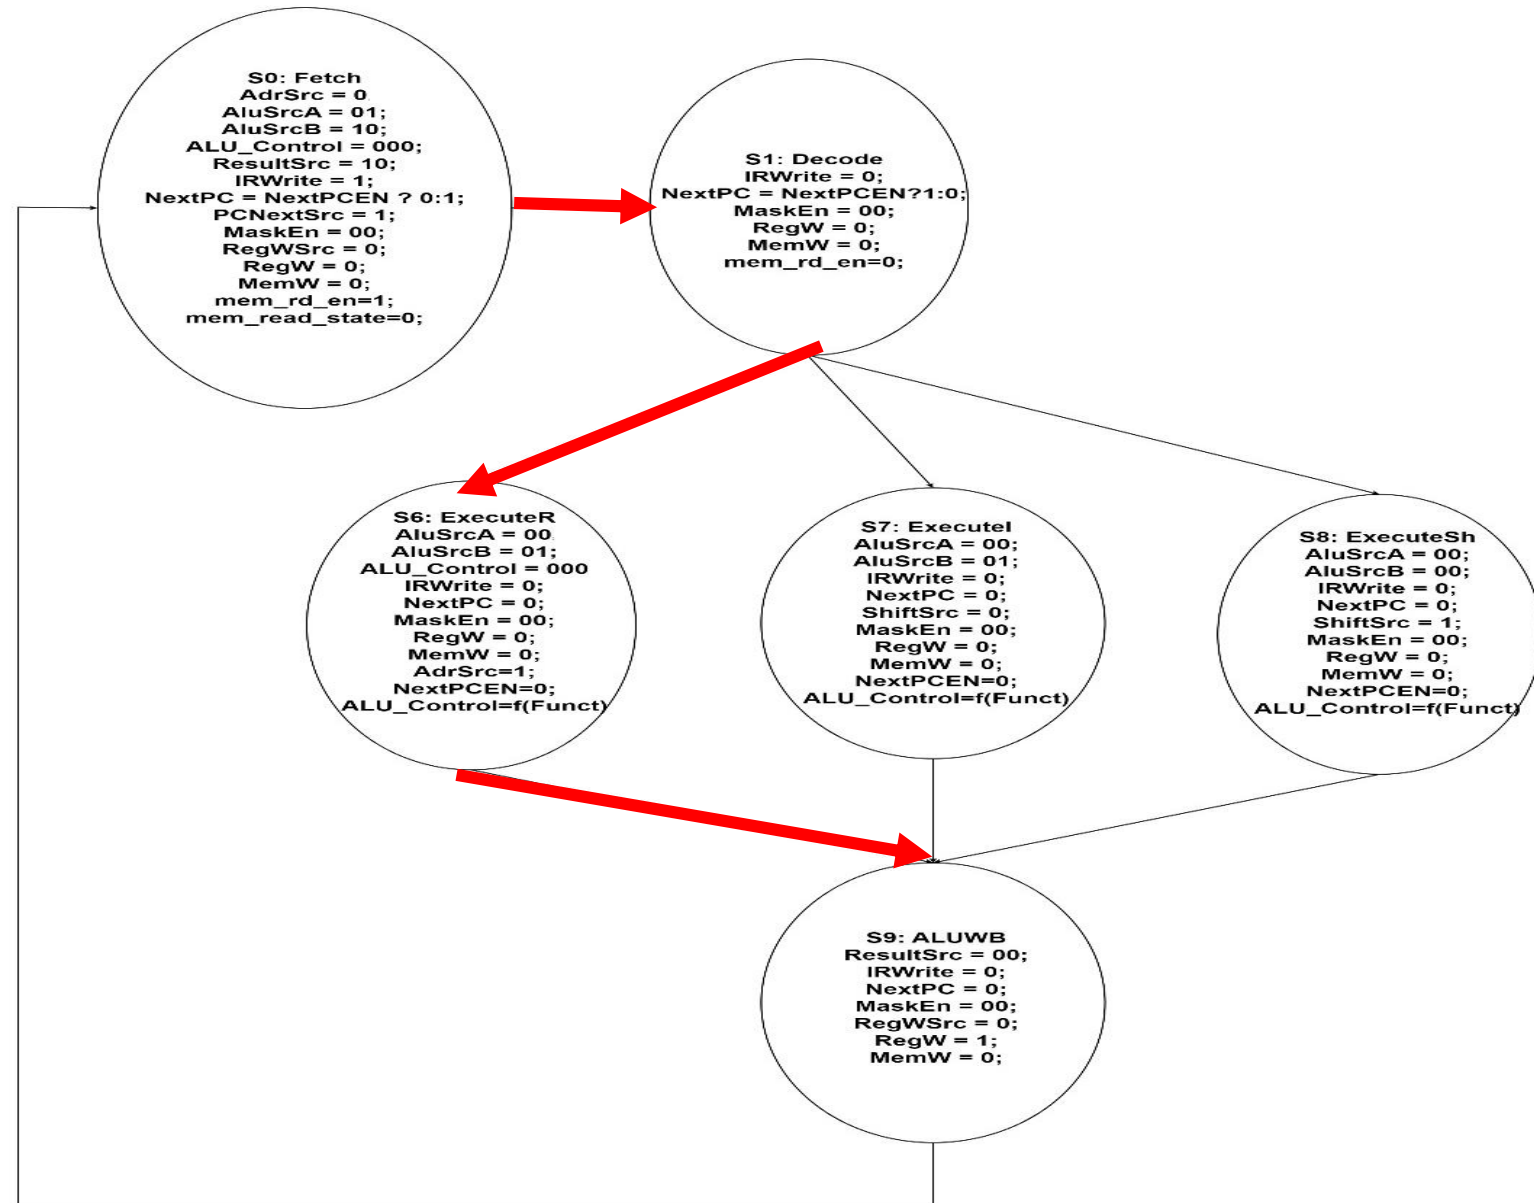 S0: Fetch
AdrSrc = 0
AluSrcA = 01;
AluSrcB = 10;
ALU_Control = 000;
ResultSrc = 10;
IRWrite = 1;
NextPC = NextPCEN ? 0:1;
PCNextSrc = 1;
MaskEn = 00;
RegWSrc = 0;
RegW = 0;
MemW = 0;
mem_rd_en=1;
mem_read_state=0;
S1: Decode
IRWrite = 0;
NextPC = NextPCEN?1:0;
MaskEn = 00;
RegW = 0;
MemW = 0;
mem_rd_en=0;
S6: ExecuteR
AluSrcA = 00
AluSrcB = 01;
ALU_Control = 000
IRWrite = 0;
NextPC = 0;
MaskEn = 00;
RegW = 0;
MemW = 0;
AdrSrc=1;
NextPCEN=0;
ALU_Control=f(Funct)
S7: ExecuteI
AluSrcA = 00;
AluSrcB = 01;
IRWrite = 0;
NextPC = 0;
ShiftSrc = 0;
MaskEn = 00;
RegW = 0;
MemW = 0;
NextPCEN=0;
ALU_Control=f(Funct)
S8: ExecuteSh
AluSrcA = 00;
AluSrcB = 00;
IRWrite = 0;
NextPC = 0;
ShiftSrc = 1;
MaskEn = 00;
RegW = 0;
MemW = 0;
NextPCEN=0;
ALU_Control=f(Funct)
S9: ALUWB
ResultSrc = 00;
IRWrite = 0;
NextPC = 0;
MaskEn = 00;
RegWSrc = 0;
RegW = 1;
MemW = 0;